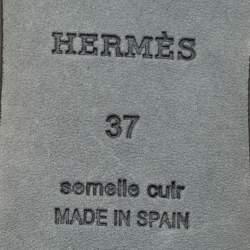 HERMÈS
37
semelle cuir
MADE IN SPAIN